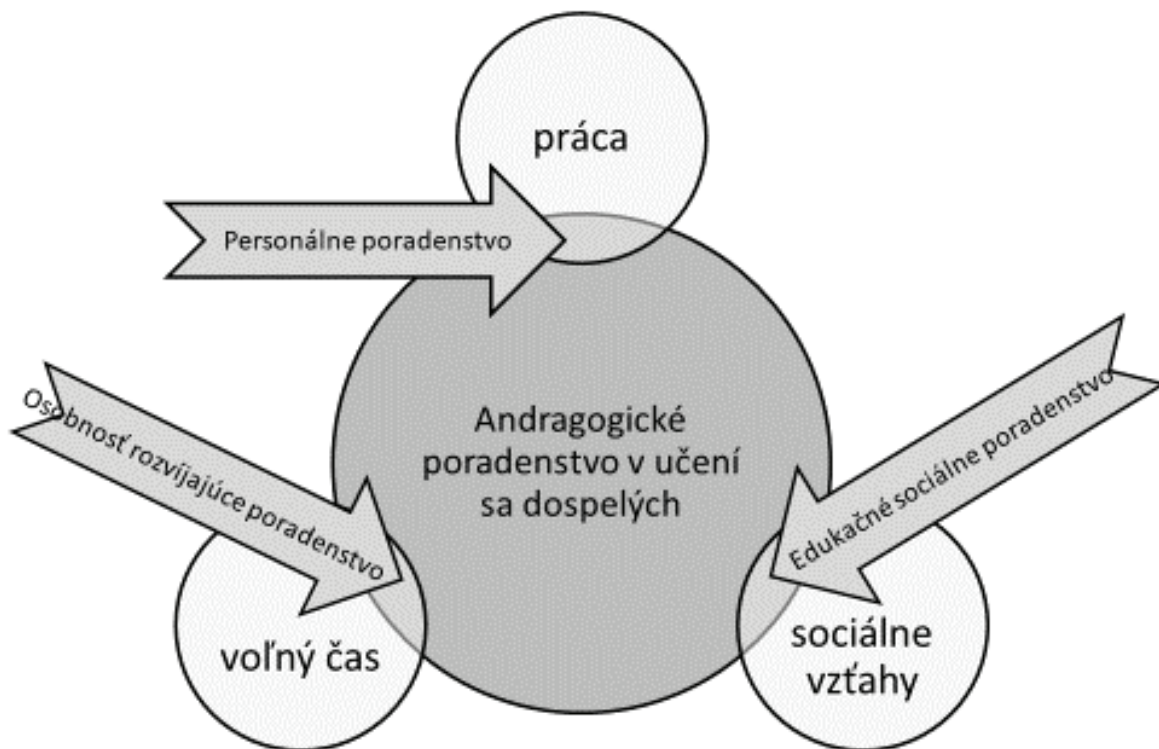 práca
Personálne poradenstvo
Osobnosť rozvíjajúce poradenstvo
Andragogické
poradenstvo v učení
sa dospelých
Edukačné sociálne poradenstvo
voľný čas
sociálne
vzťahy